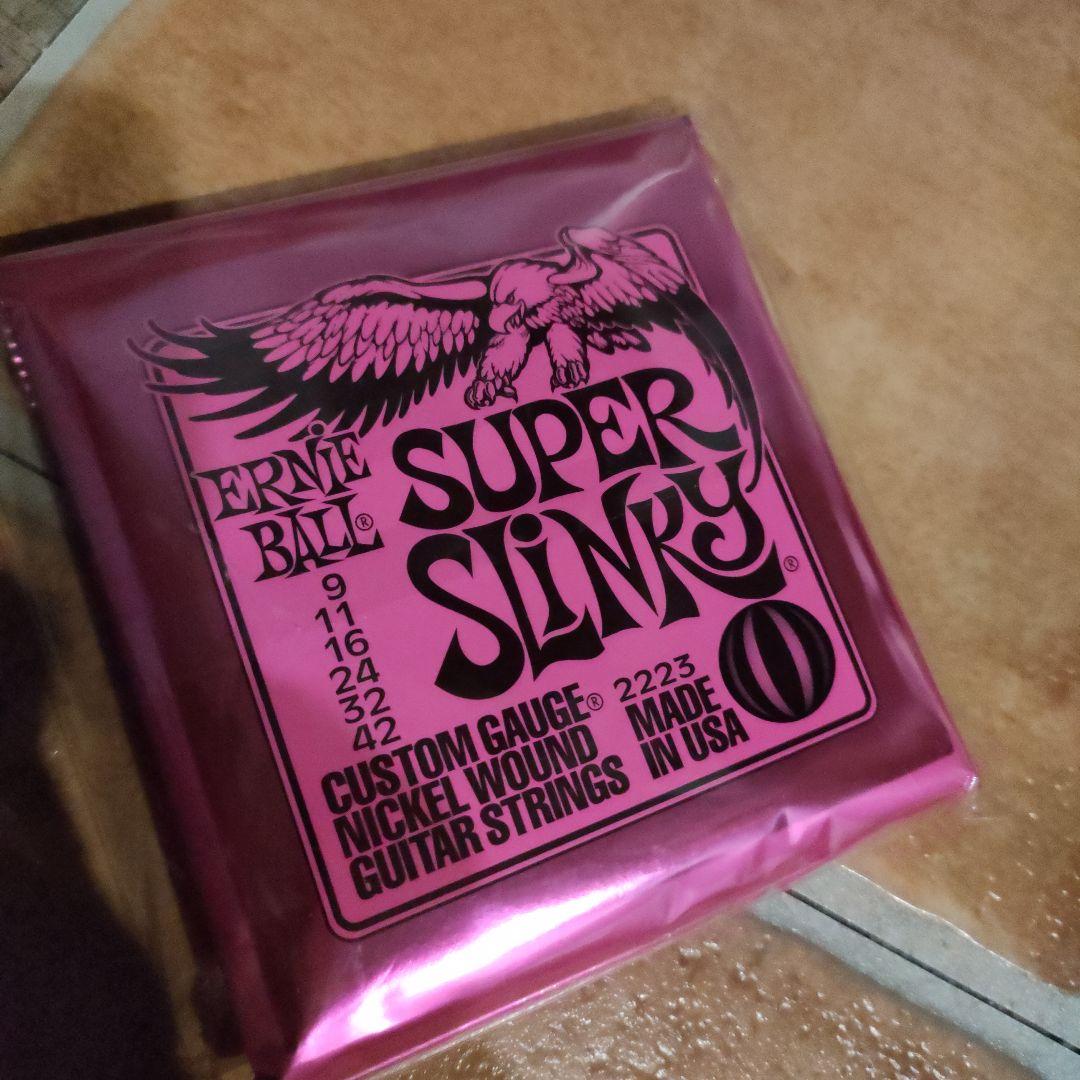 ERNiE
BALL®
SUPER
SLiNKY®
9
11
16
24
32
42
CUSTOM GAUGE®
NICKEL WOUND
GUITAR STRINGS
2223
MADE
IN USA